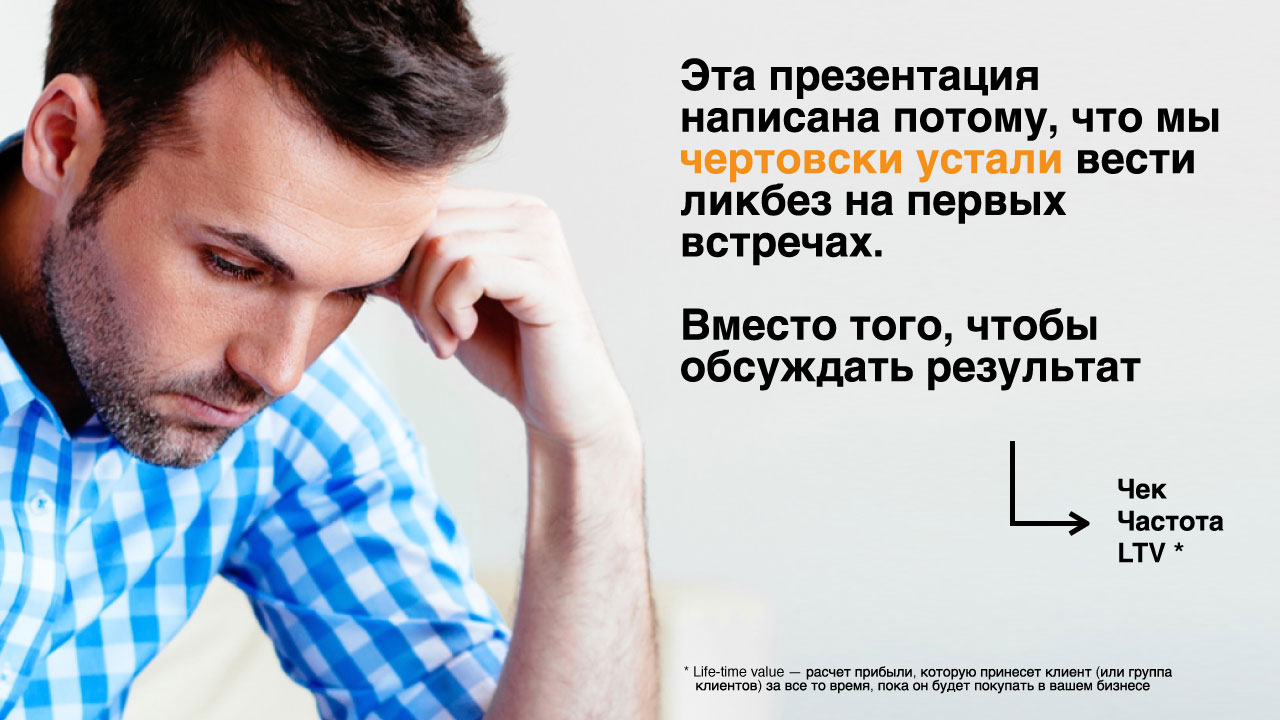 Эта презентация
написана потому, что мы
чертовски устали вести
ликбез на первых
встречах.
Вместо того, чтобы
обсуждать результат
Чек
Частота
LTV *
* Life-time value — расчет прибыли, которую принесет клиент (или группа
клиентов) за все то время, пока он будет покупать в вашем бизнесе